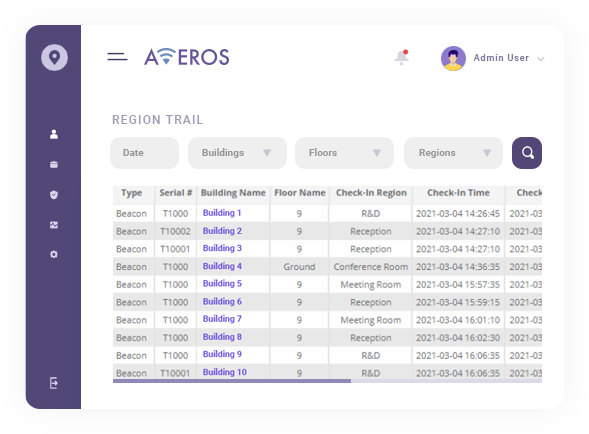 AVEROS
Admin User
REGION TRAIL
Date Buildings Floors Regions
Type Serial # Building Name Floor Name Check-In Region Check-In Time Check
Beacon T1000 Building 1 9 R&D 2021-03-04 14:26:45 2021-03
Beacon T10002 Building 2 9 Reception 2021-03-04 14:27:10 2021-03
Beacon T10001 Building 3 9 Reception 2021-03-04 14:27:10 2021-03
Beacon T1000 Building 4 Ground Conference Room 2021-03-04 14:36:35 2021-03
Beacon T1000 Building 5 9 Meeting Room 2021-03-04 15:57:35 2021-03
Beacon T1000 Building 6 9 Reception 2021-03-04 15:59:15 2021-03
Beacon T1000 Building 7 9 Meeting Room 2021-03-04 16:01:10 2021-03
Beacon T1000 Building 8 9 Reception 2021-03-04 16:02:30 2021-03
Beacon T1000 Building 9 9 R&D 2021-03-04 16:06:35 2021-03
Beacon T10001 Building 10 9 R&D 2021-03-04 16:06:35 2021-03